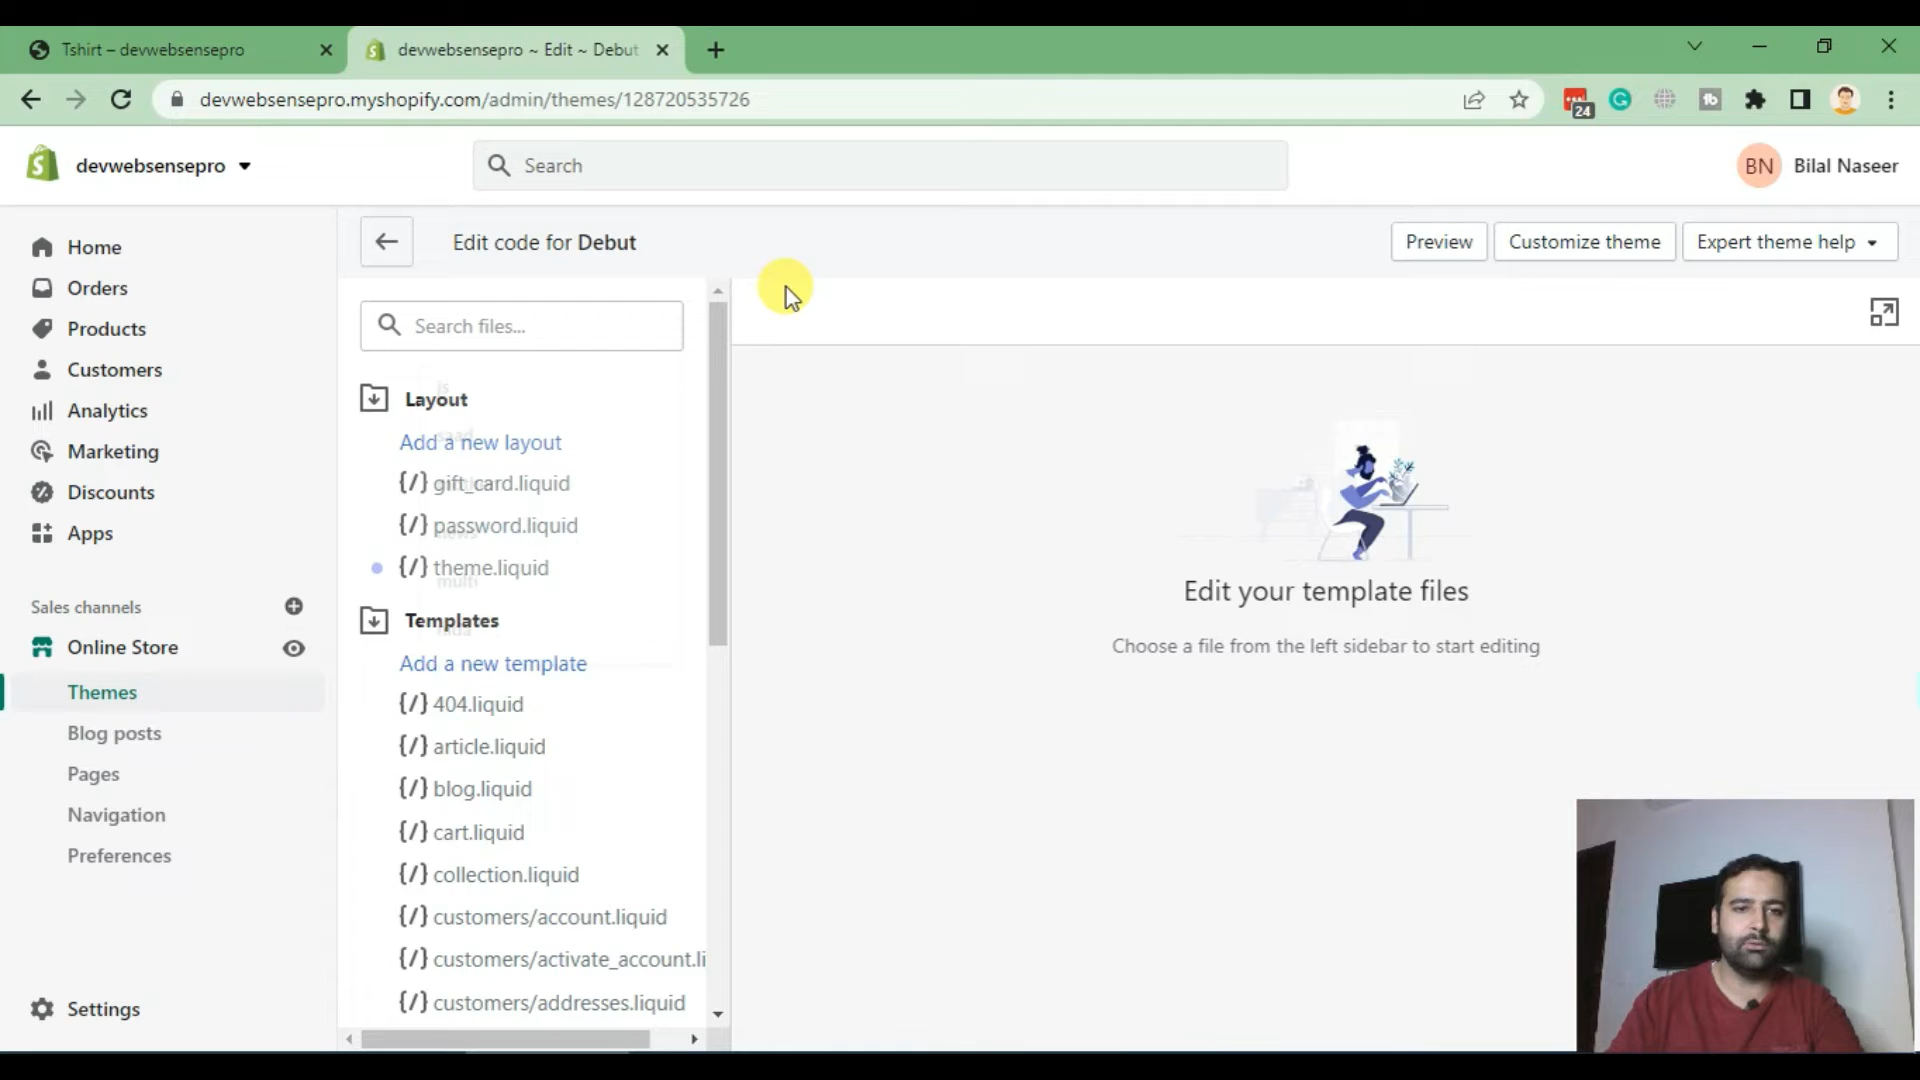 Tshirt – devwebsensepro
devwebsensepro ~ Edit ~ Debut
devwebsensepro.myshopify.com/admin/themes/128720535726
24
devwebsensepro
Search
BN
Bilal Naseer
Home
Orders
Products
Customers
Analytics
Marketing
Discounts
Apps
Sales channels
Online Store
Themes
Blog posts
Pages
Navigation
Preferences
Settings
Edit code for Debut
Preview
Customize theme
Expert theme help
Search files...
Layout
Add a new layout
{/} gift_card.liquid
{/} password.liquid
{/} theme.liquid
Templates
Add a new template
{/} 404.liquid
{/} article.liquid
{/} blog.liquid
{/} cart.liquid
{/} collection.liquid
{/} customers/account.liquid
{/} customers/activate_account.li
{/} customers/addresses.liquid
Edit your template files
Choose a file from the left sidebar to start editing